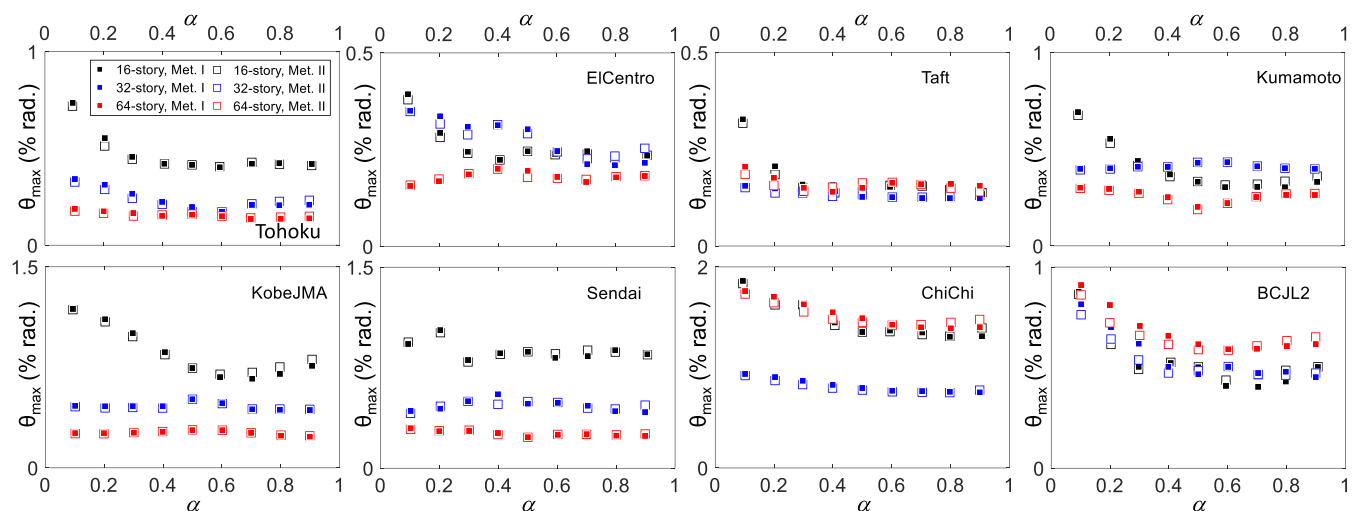 α α α α
0 0.2 0.4 0.6 0.8 1 0 0.2 0.4 0.6 0.8 1 0 0.2 0.4 0.6 0.8 1 0 0.2 0.4 0.6 0.8 1
1 0.5 0.5 0.5
16-story, Met. I 16-story, Met. II
32-story, Met. I 32-story, Met. II
64-story, Met. I 64-story, Met. II
ElCentro Taft Kumamoto
θmax (% rad.) θmax (% rad.) θmax (% rad.) θmax (% rad.)
Tohoku
0 0 0 0
1.5 1.5 2 1
KobeJMA Sendai ChiChi BCJL2
θmax (% rad.) θmax (% rad.) θmax (% rad.) θmax (% rad.)
0 0 0 0
0 0.2 0.4 0.6 0.8 1 0 0.2 0.4 0.6 0.8 1 0 0.2 0.4 0.6 0.8 1 0 0.2 0.4 0.6 0.8 1
α α α α